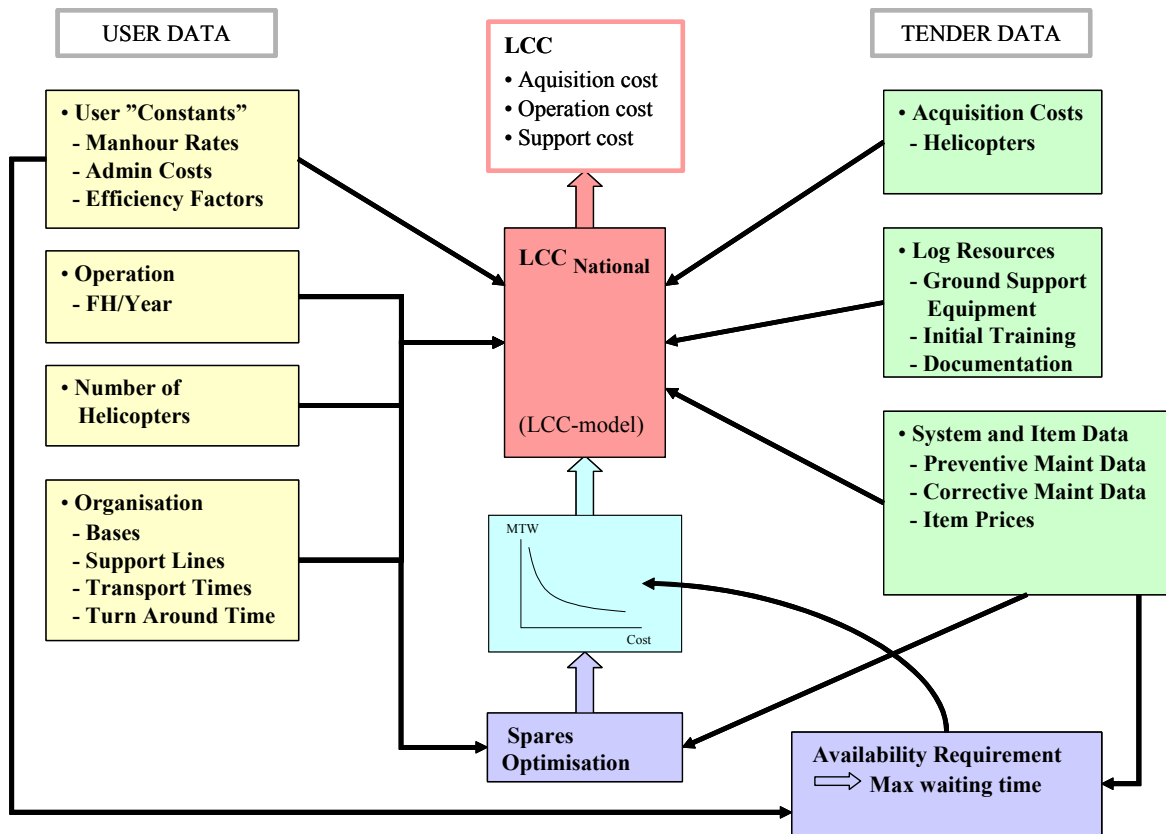 USER DATA
• User ”Constants”
- Manhour Rates
- Admin Costs
- Efficiency Factors
• Operation
- FH/Year
• Number of
Helicopters
• Organisation
- Bases
- Support Lines
- Transport Times
- Turn Around Time
LCC
• Aquisition cost
• Operation cost
• Support cost
LCC National
(LCC-model)
MTW
Cost
Spares
Optimisation
TENDER DATA
• Acquisition Costs
- Helicopters
• Log Resources
- Ground Support
Equipment
- Initial Training
- Documentation
• System and Item Data
- Preventive Maint Data
- Corrective Maint Data
- Item Prices
Availability Requirement
Max waiting time